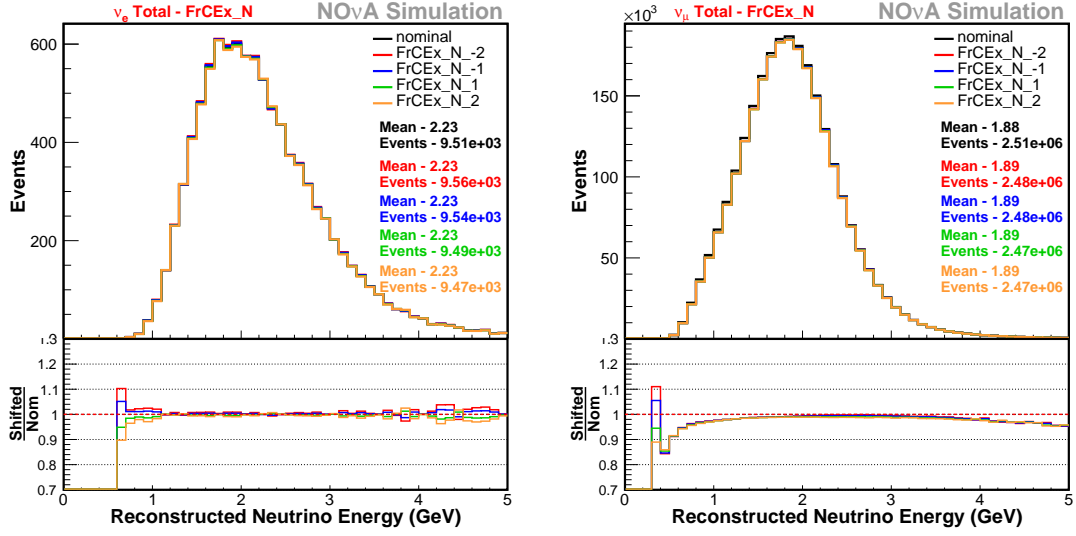 νe Total - FrCEx_N
NOνA Simulation
nominal
FrCEx_N_-2
FrCEx_N_-1
FrCEx_N_1
FrCEx_N_2
Mean - 2.23
Events - 9.51e+03
Mean - 2.23
Events - 9.56e+03
Mean - 2.23
Events - 9.54e+03
Mean - 2.23
Events - 9.49e+03
Mean - 2.23
Events - 9.47e+03
Events
600
400
200
1.3
1.2
1.1
1
0.9
0.8
0.7
Shifted
Nom
0 1 2 3 4 5
Reconstructed Neutrino Energy (GeV)
×10³
νμ Total - FrCEx_N
NOνA Simulation
nominal
FrCEx_N_-2
FrCEx_N_-1
FrCEx_N_1
FrCEx_N_2
Mean - 1.88
Events - 2.51e+06
Mean - 1.89
Events - 2.48e+06
Mean - 1.89
Events - 2.48e+06
Mean - 1.89
Events - 2.47e+06
Mean - 1.89
Events - 2.47e+06
Events
150
100
50
1.3
1.2
1.1
1
0.9
0.8
0.7
Shifted
Nom
0 1 2 3 4 5
Reconstructed Neutrino Energy (GeV)